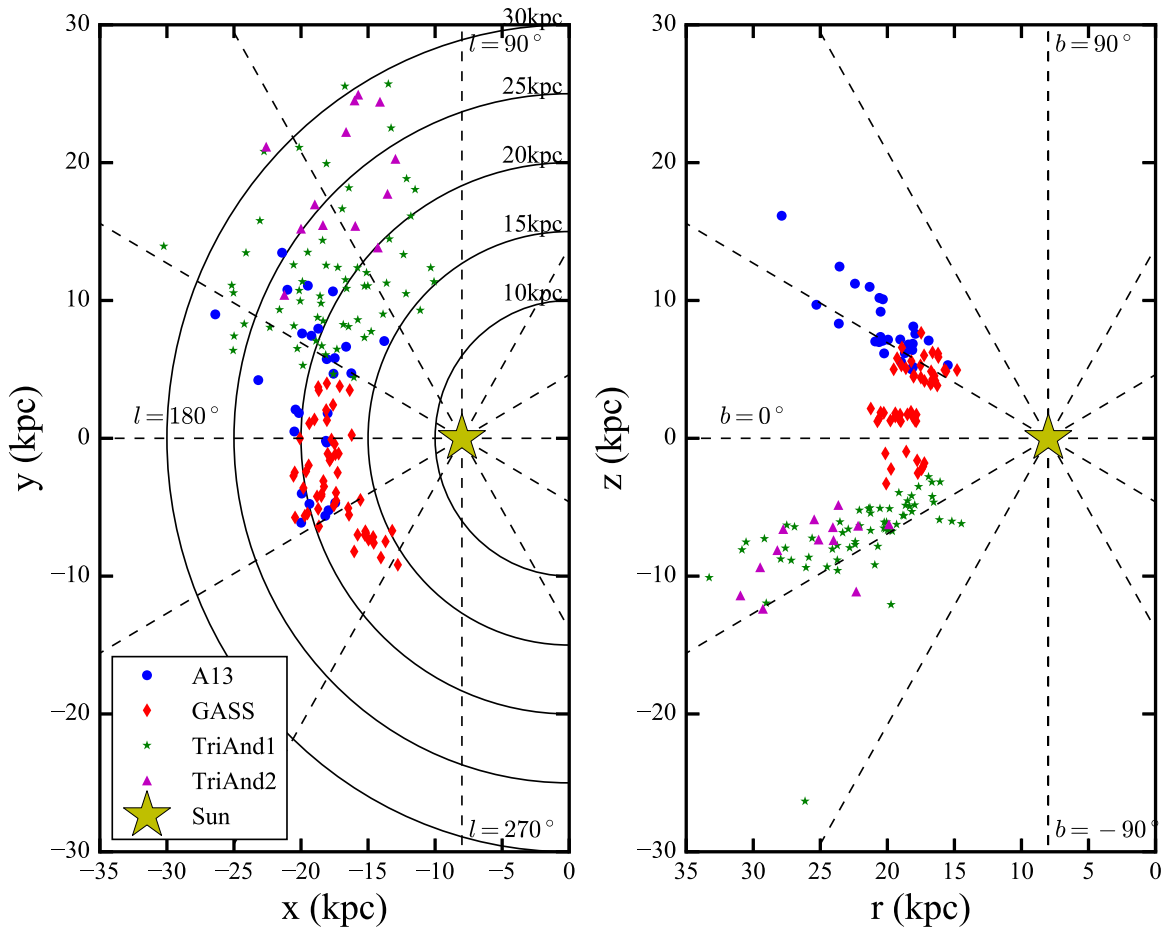 30kpc
25kpc
20kpc
15kpc
10kpc
l = 90°
l = 180°
l = 270°
30
20
10
0
−10
−20
−30
y (kpc)
−35 −30 −25 −20 −15 −10 −5 0
x (kpc)
A13
GASS
TriAnd1
TriAnd2
Sun
b = 90°
b = 0°
b = −90°
30
20
10
0
−10
−20
−30
z (kpc)
35 30 25 20 15 10 5 0
r (kpc)